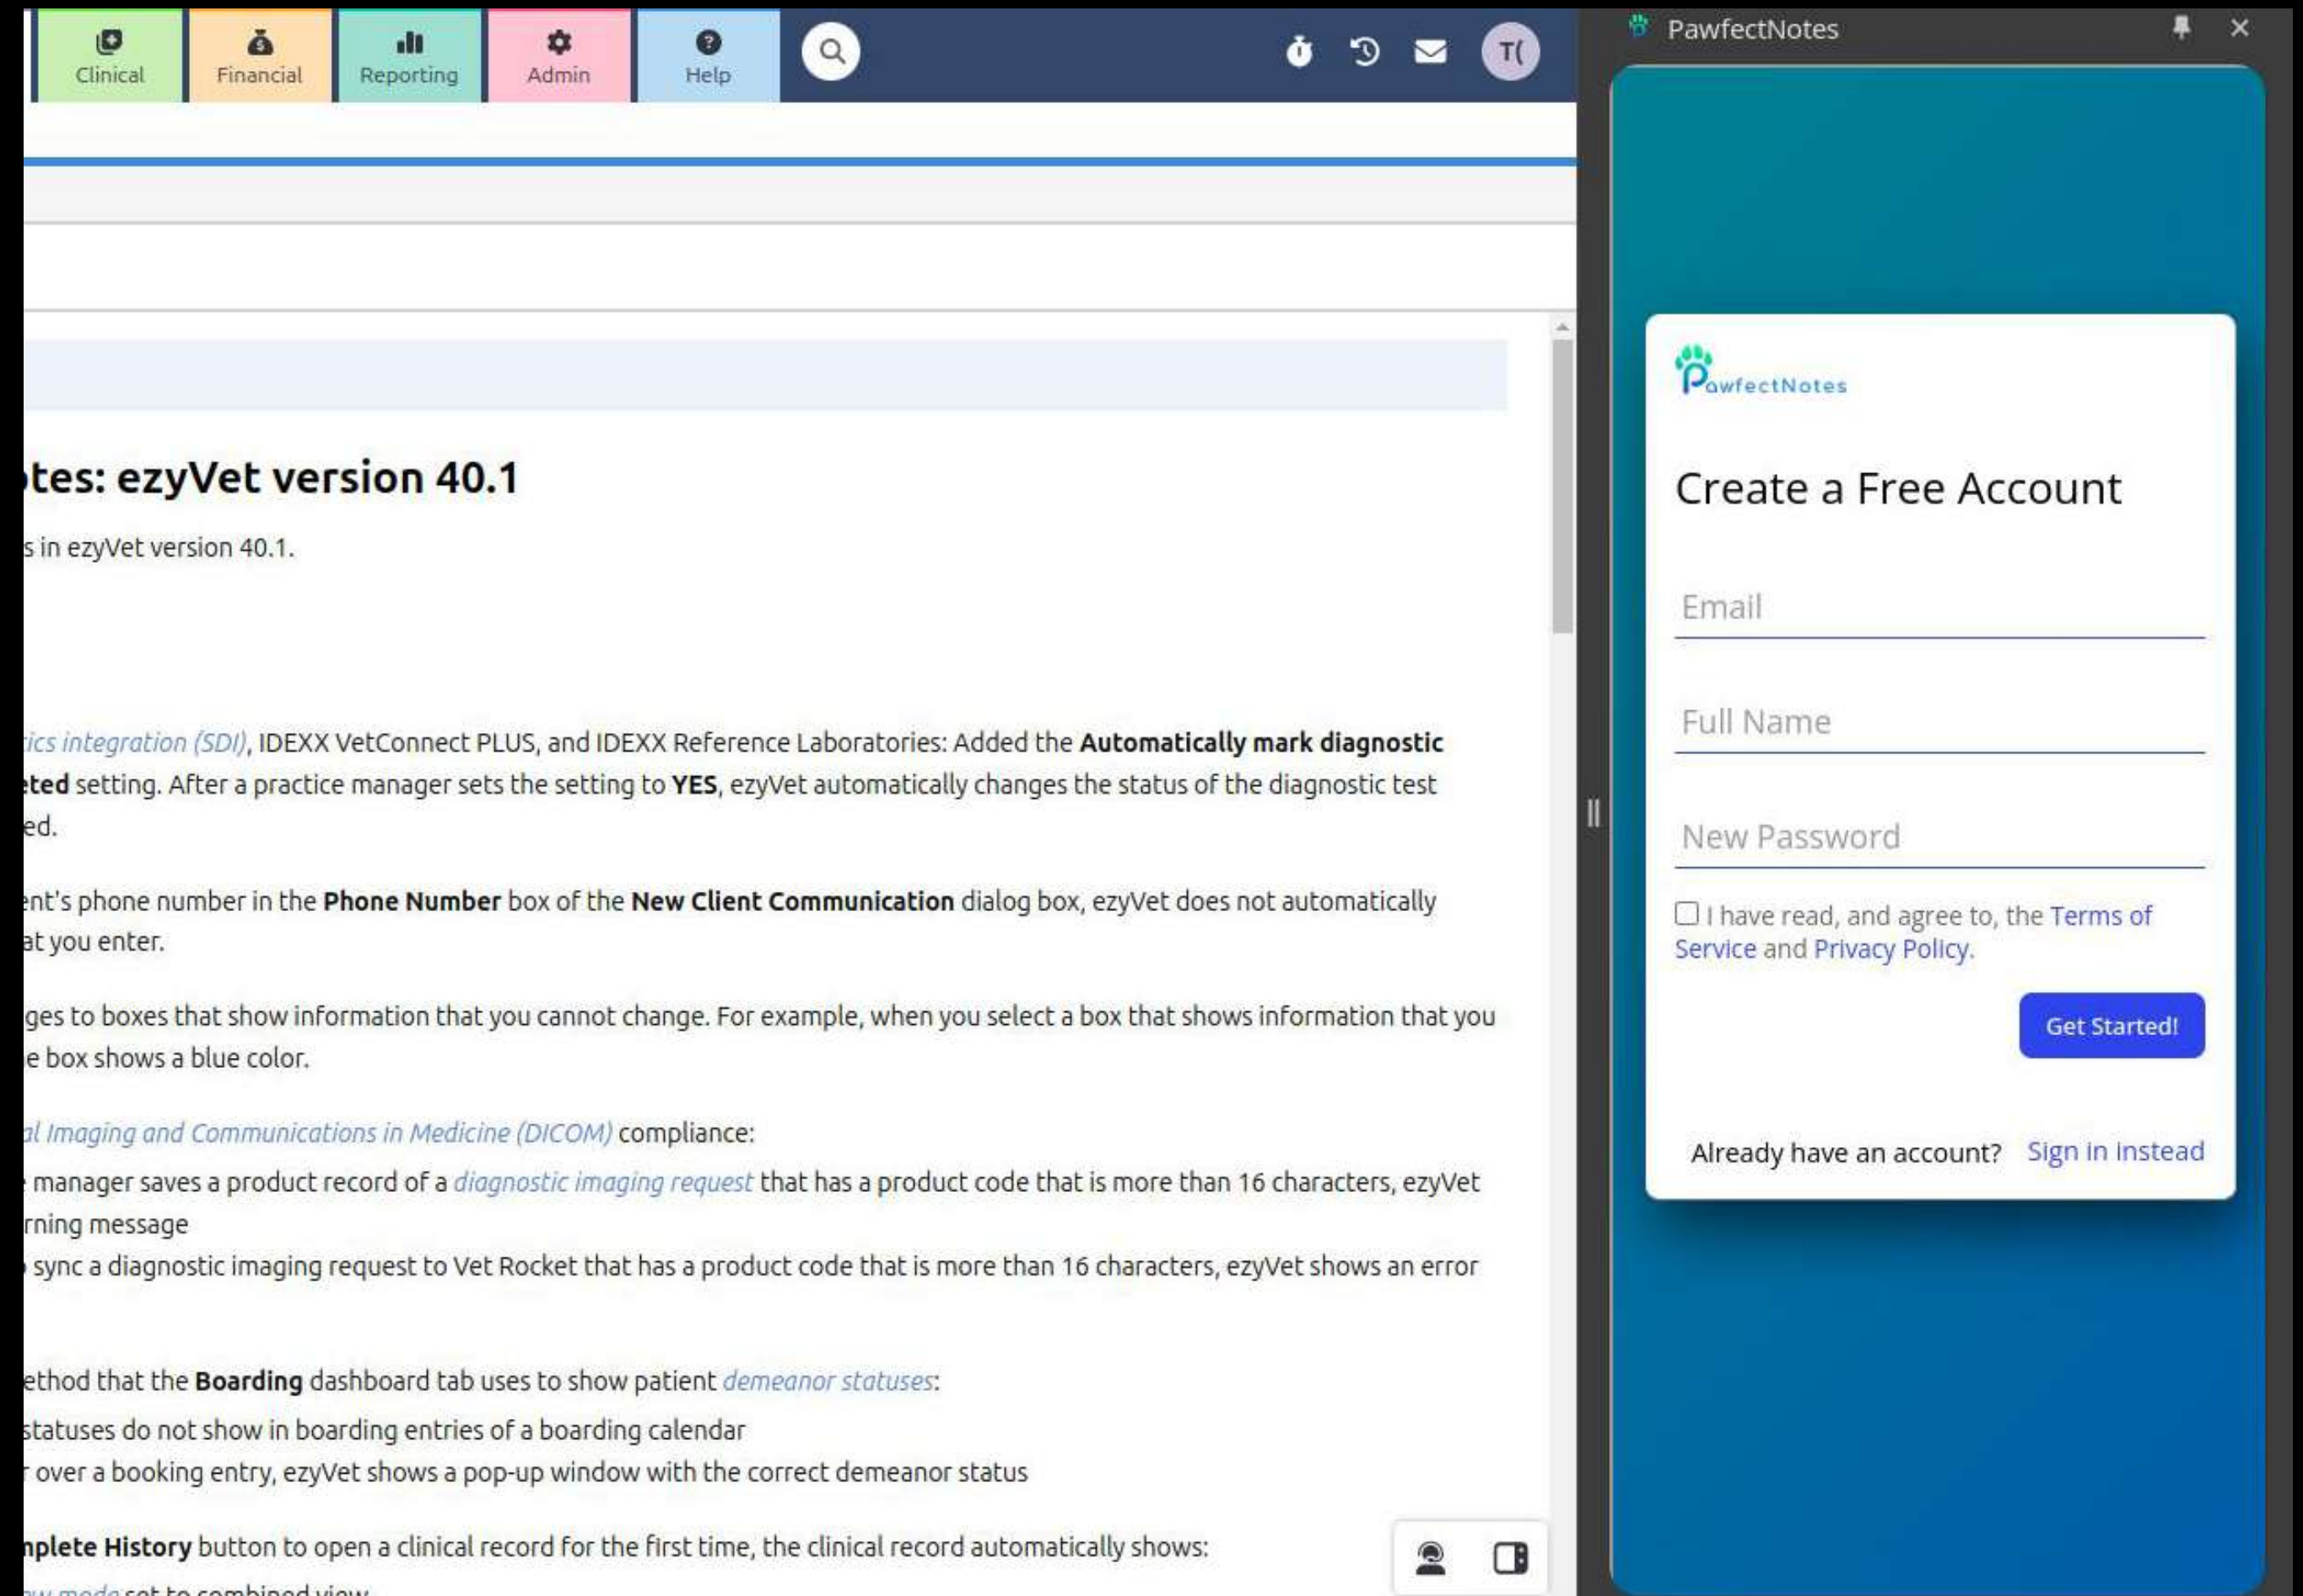 Clinical
Financial
Reporting
Admin
Help
T(
tes: ezyVet version 40.1
s in ezyVet version 40.1.
ics integration (SDI), IDEXX VetConnect PLUS, and IDEXX Reference Laboratories: Added the Automatically mark diagnostic
eted setting. After a practice manager sets the setting to YES, ezyVet automatically changes the status of the diagnostic test
ed.
ent's phone number in the Phone Number box of the New Client Communication dialog box, ezyVet does not automatically
at you enter.
ges to boxes that show information that you cannot change. For example, when you select a box that shows information that you
e box shows a blue color.
al Imaging and Communications in Medicine (DICOM) compliance:
manager saves a product record of a diagnostic imaging request that has a product code that is more than 16 characters, ezyVet
rning message
sync a diagnostic imaging request to Vet Rocket that has a product code that is more than 16 characters, ezyVet shows an error
ethod that the Boarding dashboard tab uses to show patient demeanor statuses:
statuses do not show in boarding entries of a boarding calendar
r over a booking entry, ezyVet shows a pop-up window with the correct demeanor status
mplete History button to open a clinical record for the first time, the clinical record automatically shows:
ew mode set to combined view
PawfectNotes
PawfectNotes
Create a Free Account
Email
Full Name
New Password
I have read, and agree to, the Terms of
Service and Privacy Policy.
Get Started!
Already have an account? Sign in instead